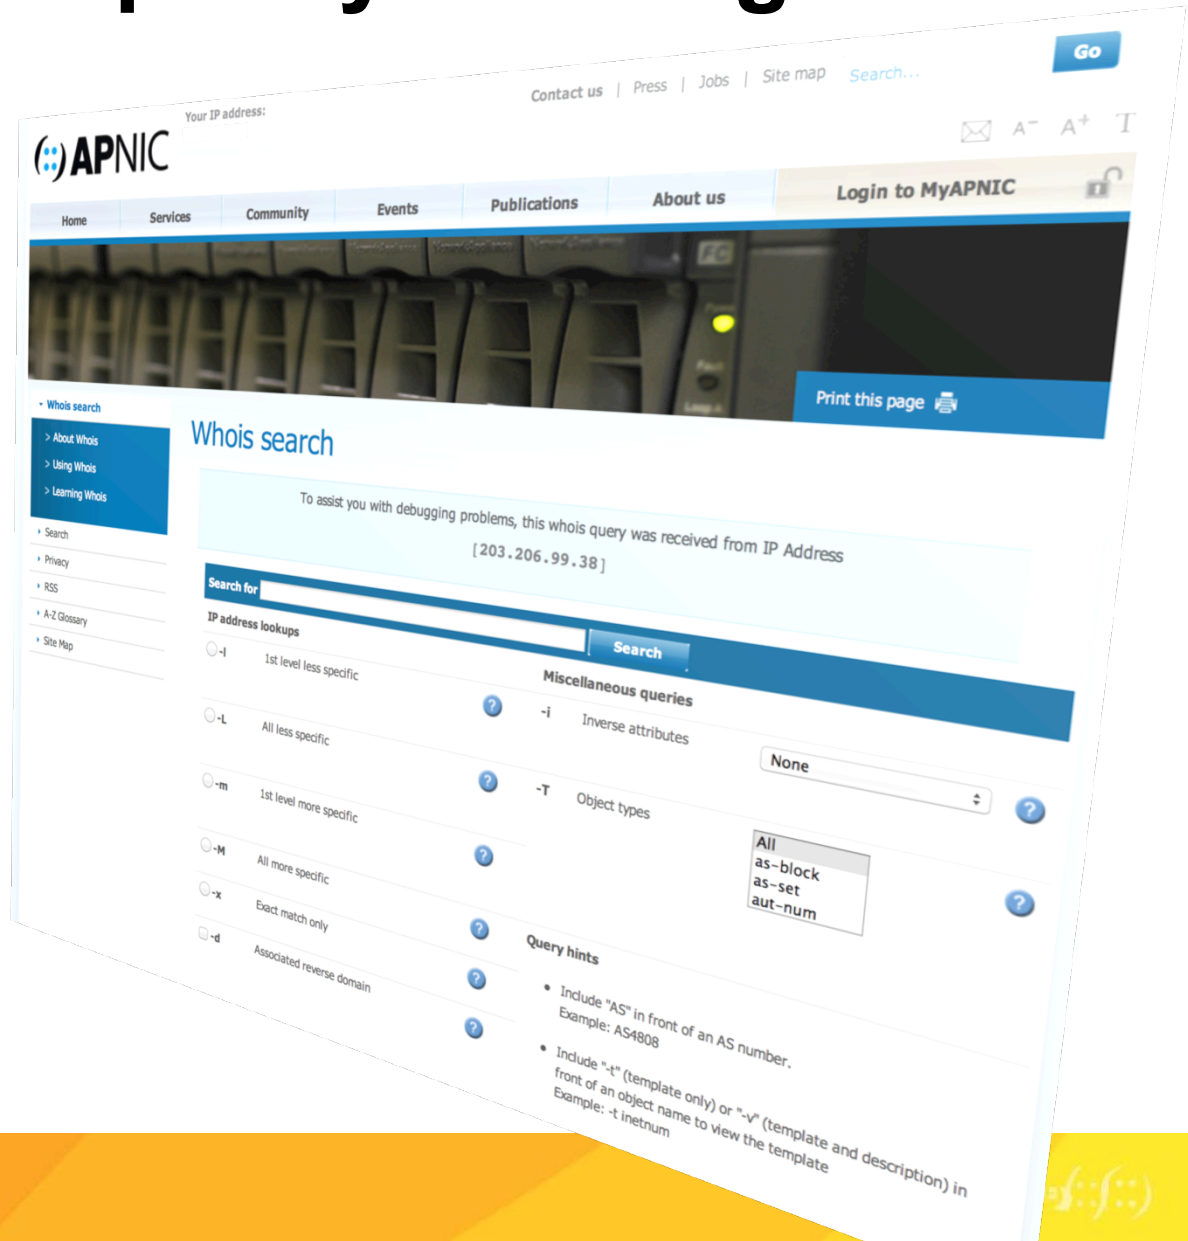 Contact us | Press | Jobs | Site map Search... Go
Your IP address:
APNIC
A- A+ T
Home Services Community Events Publications About us Login to MyAPNIC
FC
Print this page
Whois search
> About Whois
> Using Whois
> Learning Whois
Search
Privacy
RSS
A-Z Glossary
Site Map
Whois search
To assist you with debugging problems, this whois query was received from IP Address
[203.206.99.38]
Search for Search
IP address lookups
-l 1st level less specific
-L All less specific
-m 1st level more specific
-M All more specific
-x Exact match only
-d Associated reverse domain
Miscellaneous queries
-i Inverse attributes None
-T Object types
All
as-block
as-set
aut-num
Query hints
• Include "AS" in front of an AS number.
Example: AS4808
• Include "-t" (template only) or "-v" (template and description) in
front of an object name to view the template
Example: -t inetnum